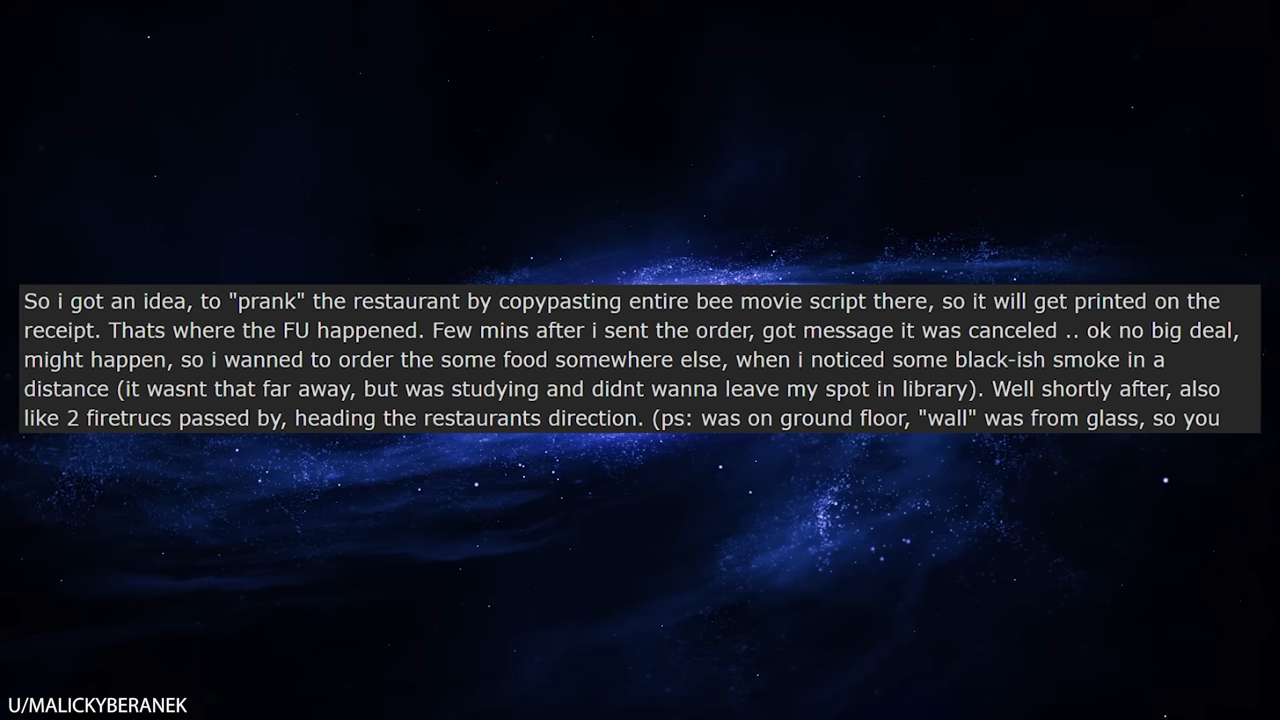 So i got an idea, to "prank" the restaurant by copypasting entire bee movie script there, so it will get printed on the
receipt. Thats where the FU happened. Few mins after i sent the order, got message it was canceled .. ok no big deal,
might happen, so i wanned to order the some food somewhere else, when i noticed some black-ish smoke in a
distance (it wasnt that far away, but was studying and didnt wanna leave my spot in library). Well shortly after, also
like 2 firetrucs passed by, heading the restaurants direction. (ps: was on ground floor, "wall" was from glass, so you
U/MALICKYBERANEK